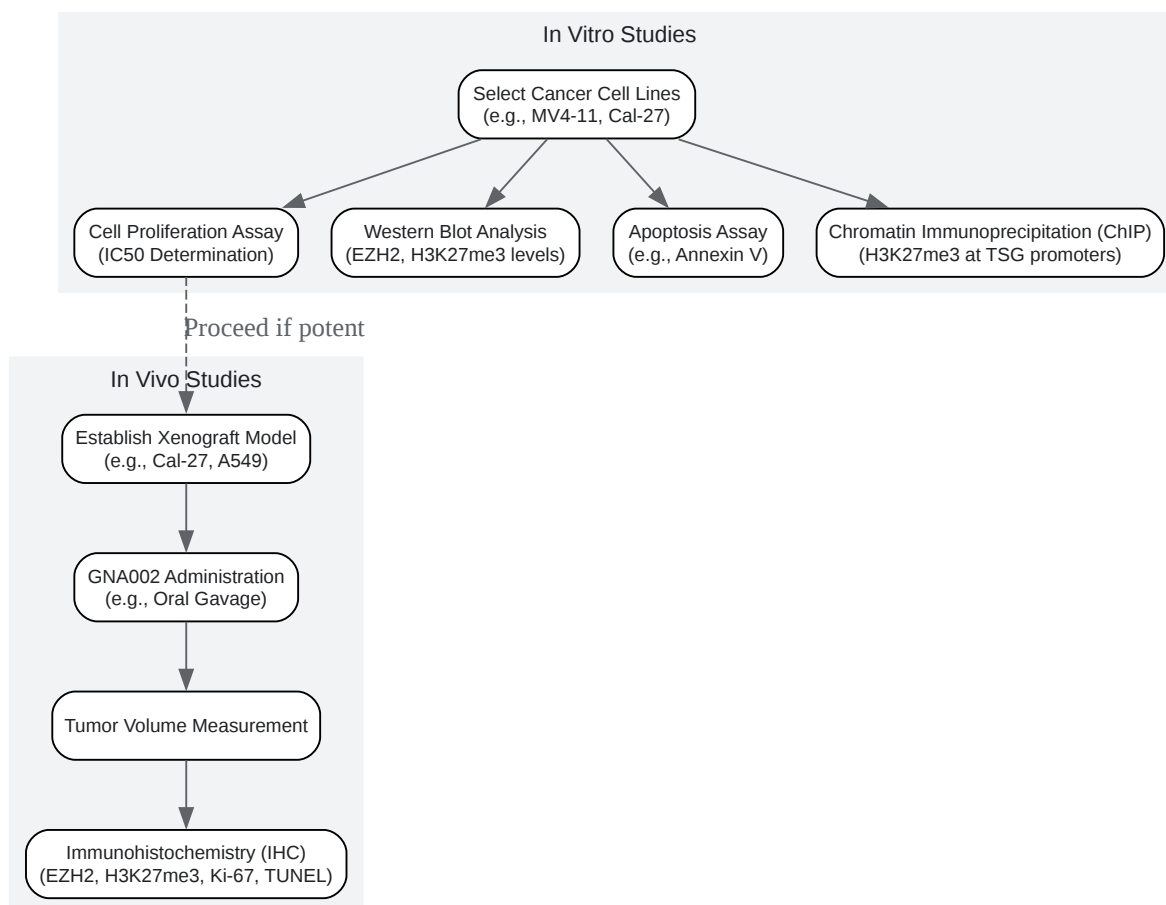 In Vitro Studies
Select Cancer Cell Lines
(e.g., MV4-11, Cal-27)
Cell Proliferation Assay
(IC50 Determination)
Western Blot Analysis
(EZH2, H3K27me3 levels)
Apoptosis Assay
(e.g., Annexin V)
Chromatin Immunoprecipitation (ChIP)
(H3K27me3 at TSG promoters)
Proceed if potent
In Vivo Studies
Establish Xenograft Model
(e.g., Cal-27, A549)
GNA002 Administration
(e.g., Oral Gavage)
Tumor Volume Measurement
Immunohistochemistry (IHC)
(EZH2, H3K27me3, Ki-67, TUNEL)